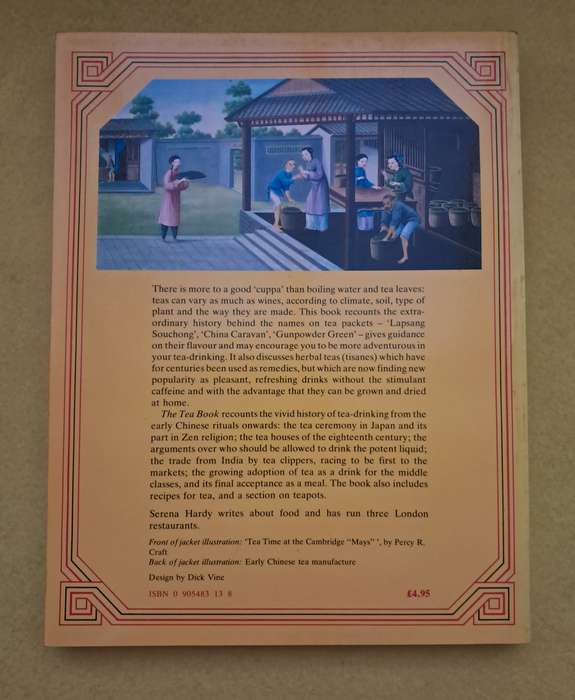 There is more to a good ‘cuppa’ than boiling water and tea leaves:
teas can vary as much as wines, according to climate, soil, type of
plant and the way they are made. This book recounts the extra-
ordinary history behind the names on tea packets – ‘Lapsang
Souchong’, ‘China Caravan’, ‘Gunpowder Green’ – gives guidance
on their flavour and may encourage you to be more adventurous in
your tea-drinking. It also discusses herbal teas (tisanes) which have
for centuries been used as remedies, but which are now finding new
popularity as pleasant, refreshing drinks without the stimulant
caffeine and with the advantage that they can be grown and dried
at home.
The Tea Book recounts the vivid history of tea-drinking from the
early Chinese rituals onwards: the tea ceremony in Japan and its
part in Zen religion; the tea houses of the eighteenth century; the
arguments over who should be allowed to drink the potent liquid;
the trade from India by tea clippers, racing to be first to the
markets; the growing adoption of tea as a drink for the middle
classes, and its final acceptance as a meal. The book also includes
recipes for tea, and a section on teapots.
Serena Hardy writes about food and has run three London
restaurants.
Front of jacket illustration: ‘Tea Time at the Cambridge “Mays” ’, by Percy R.
Craft
Back of jacket illustration: Early Chinese tea manufacture
Design by Dick Vine
ISBN 0 905483 13 8
£4.95